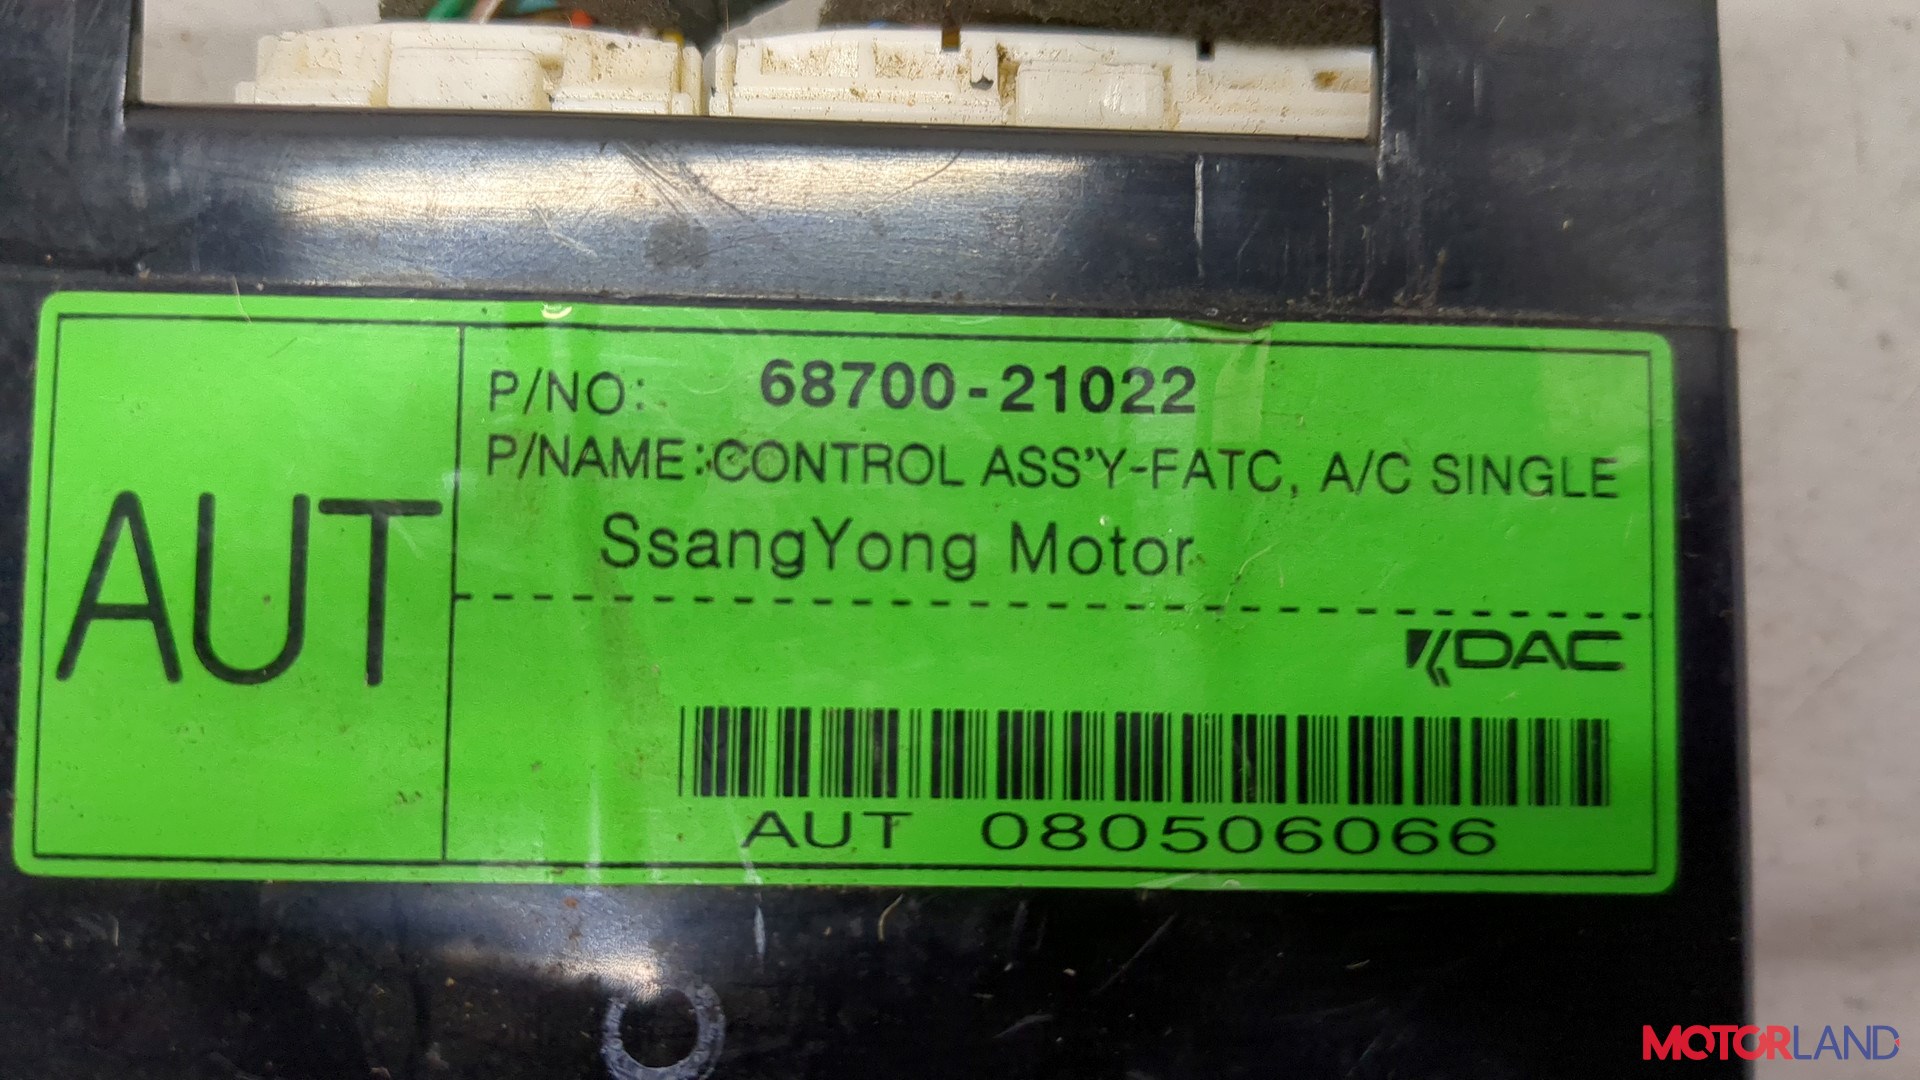 AUT
P/NO: 68700-21022
P/NAME:CONTROL ASS'Y-FATC, A/C SINGLE
SsangYong Motor
DAC
AUT 080506066
MOTORLAND